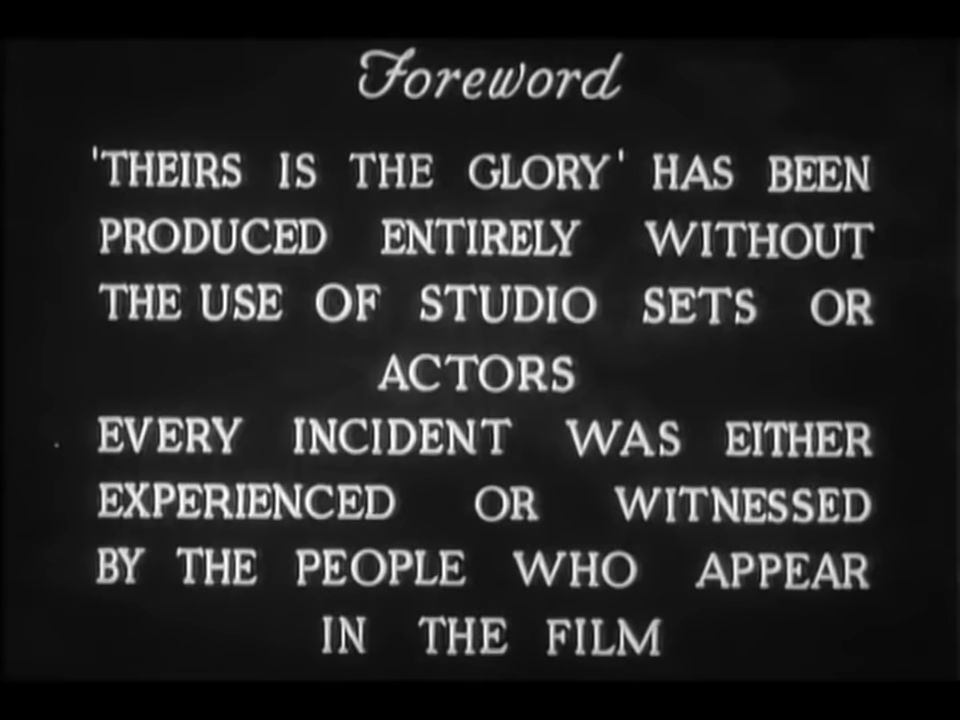 Foreword
'THEIRS IS THE GLORY' HAS BEEN
PRODUCED ENTIRELY WITHOUT
THE USE OF STUDIO SETS OR
ACTORS
EVERY INCIDENT WAS EITHER
EXPERIENCED OR WITNESSED
BY THE PEOPLE WHO APPEAR
IN THE FILM